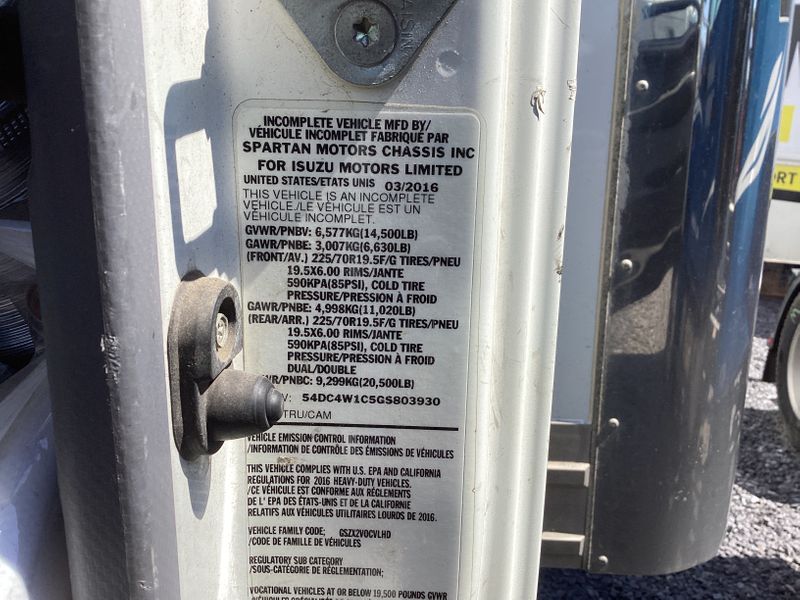 INCOMPLETE VEHICLE MFD BY/
VÉHICULE INCOMPLET FABRIQUÉ PAR
SPARTAN MOTORS CHASSIS INC
FOR ISUZU MOTORS LIMITED
UNITED STATES/ETATS UNIS 03/2016
THIS VEHICLE IS AN INCOMPLETE
VEHICLE./LE VÉHICULE EST UN
VÉHICULE INCOMPLET.
GVWR/PNBV: 6,577KG(14,500LB)
GAWR/PNBE: 3,007KG(6,630LB)
(FRONT/AV.) 225/70R19.5F/G TIRES/PNEU
19.5X6.00 RIMS/JANTE
590KPA(85PSI), COLD TIRE
PRESSURE/PRESSION À FROID
GAWR/PNBE: 4,998KG(11,020LB)
(REAR/ARR.) 225/70R19.5F/G TIRES/PNEU
19.5X6.00 RIMS/JANTE
590KPA(85PSI), COLD TIRE
PRESSURE/PRESSION À FROID
DUAL/DOUBLE
R/PNBC: 9,299KG(20,500LB)
V: 54DC4W1C5GS803930
TRU/CAM
VEHICLE EMISSION CONTROL INFORMATION
/INFORMATION DE CONTRÔLE DES ÉMISSIONS DE VÉHICULES
THIS VEHICLE COMPLIES WITH U.S. EPA AND CALIFORNIA
REGULATIONS FOR 2016 HEAVY-DUTY VEHICLES.
/CE VÉHICULE EST CONFORME AUX RÉGLEMENTS
DE L' EPA DES ÉTATS-UNIS ET DE LA CALIFORNIE
RELATIFS AUX VÉHICULES UTILITAIRES LOURDS DE 2016.
VEHICLE FAMILY CODE; GSZX2VOCVLHD
/CODE DE FAMILLE DE VÉHICULES
REGULATORY SUB CATEGORY
/SOUS-CATÉGORIE DE RÉGLEMENTATION;
VOCATIONAL VEHICLES AT OR BELOW 19,500 POUNDS GVWR